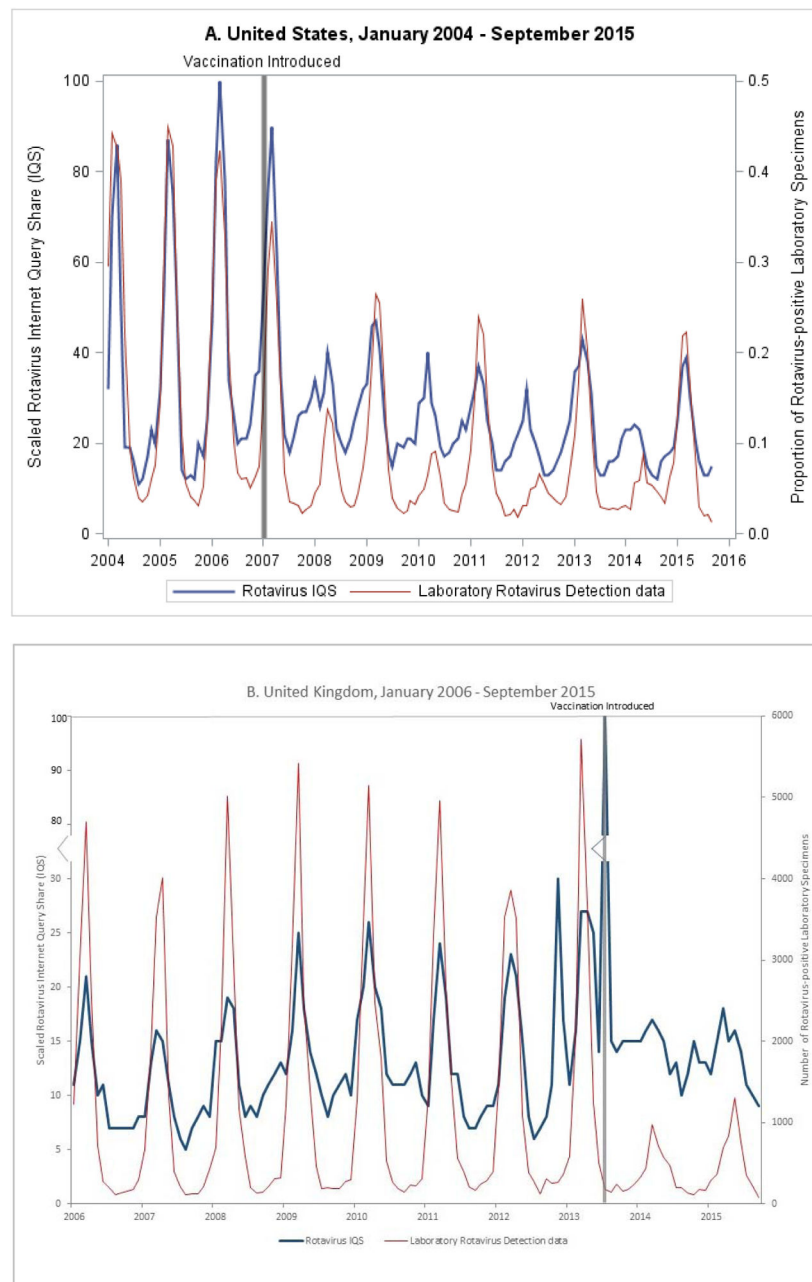 A. United States, January 2004 - September 2015
Vaccination Introduced
Scaled Rotavirus Internet Query Share (IQS)
100
80
60
40
20
0
Proportion of Rotavirus-positive Laboratory Specimens
0.5
0.4
0.3
0.2
0.1
0.0
2004 2005 2006 2007 2008 2009 2010 2011 2012 2013 2014 2015 2016
Rotavirus IQS Laboratory Rotavirus Detection data
B. United Kingdom, January 2006 - September 2015
Vaccination Introduced
Scaled Rotavirus Internet Query Share (IQS)
100
90
80
30
25
20
15
10
5
0
Number of Rotavirus-positive Laboratory Specimens
6000
5000
4000
3000
2000
1000
0
2006 2007 2008 2009 2010 2011 2012 2013 2014 2015
Rotavirus IQS Laboratory Rotavirus Detection data